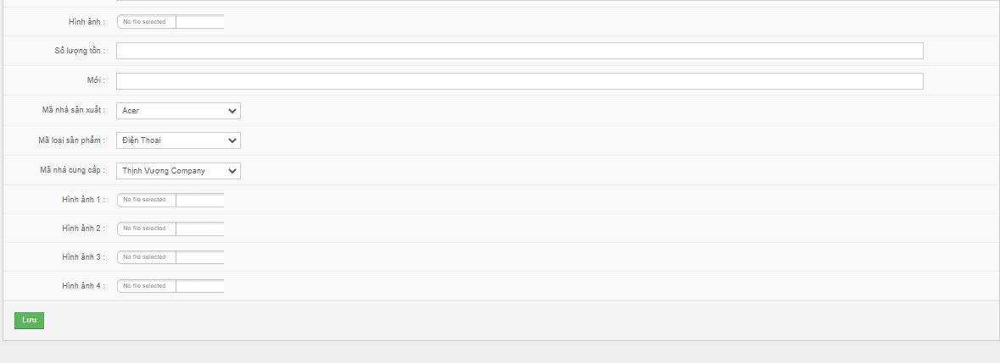 Hình ảnh :
No file selected
Số lượng tồn :
Mới :
Mã nhà sản xuất :
Acer
Mã loại sản phẩm :
Điện Thoại
Mã nhà cung cấp :
Thịnh Vượng Company
Hình ảnh 1 :
No file selected
Hình ảnh 2 :
No file selected
Hình ảnh 3 :
No file selected
Hình ảnh 4 :
No file selected
Lưu